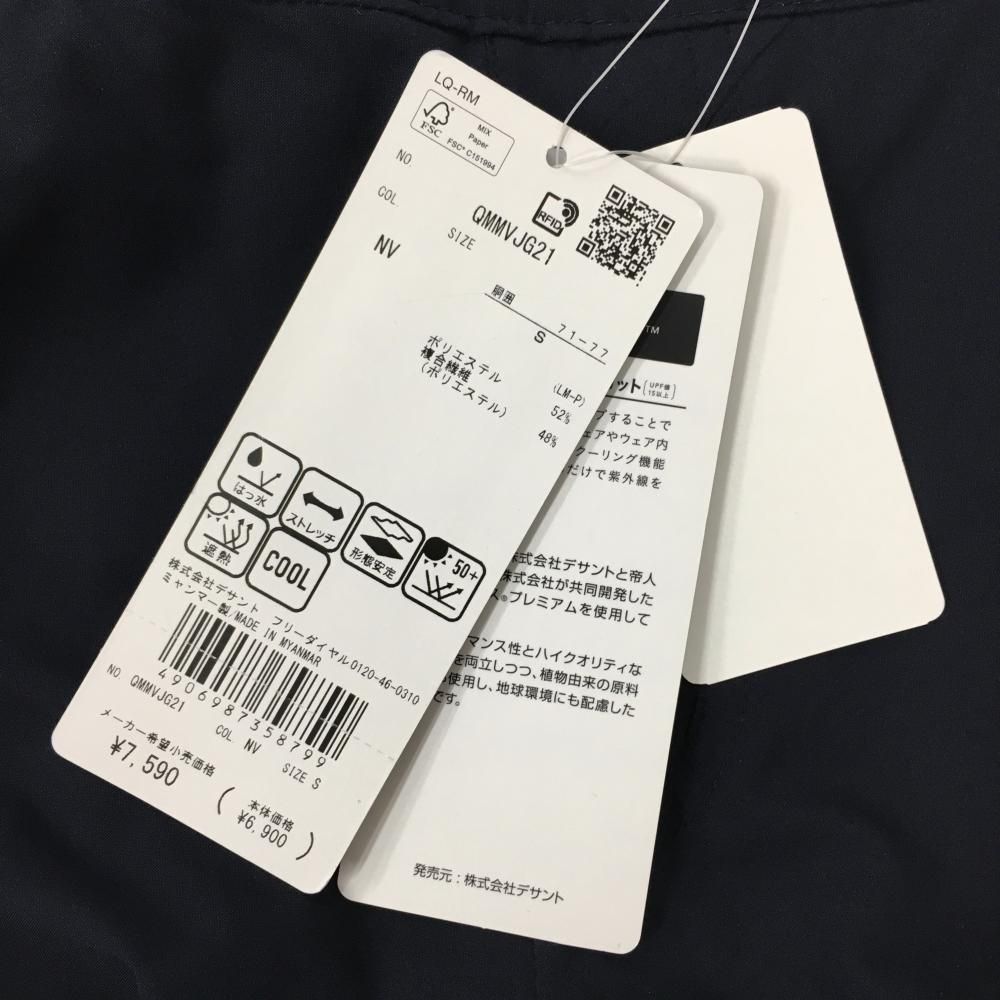 LQ-RM
FSC
MIX
Paper
FSC® C151994
NO.
QMMVJG21
RFID
COL.
SIZE
NV
胴囲
71-77
S
ポリエステル
(LM-P)
複合繊維
52%
(ポリエステル)
48%
はっ水
ストレッチ
形態安定
50+
遮熱
COOL
株式会社デサント
フリーダイヤル0120-46-0310
ミャンマー製/MADE IN MYANMAR
4906987358799
NO. QMMVJG21
COL. NV
SIZE S
メーカー希望小売価格
¥7,590
(本体価格
¥6,900)
TM
ット
UPF値
15以上
プすることで
ェアやウェア内
クーリング機能
だけで紫外線を
株式会社デサントと帝人
株式会社が共同開発した
ス®プレミアムを使用して
マンス性とハイクオリティな
を両立しつつ、植物由来の原料
使用し、地球環境にも配慮した
です。
発売元:株式会社デサント